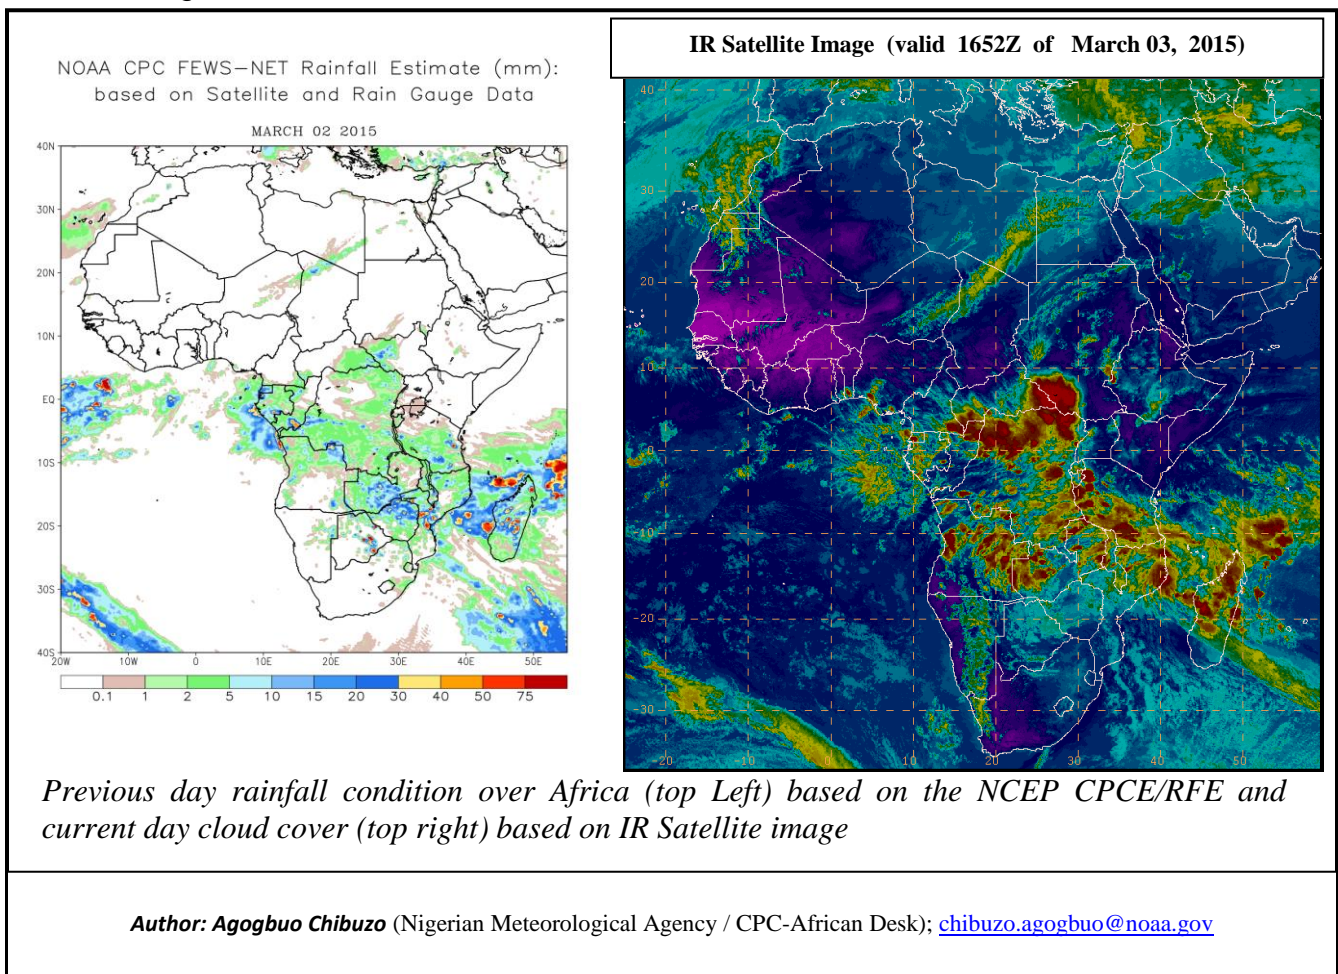 IR Satellite Image (valid 1652Z of March 03, 2015)
NOAA CPC FEWS-NET Rainfall Estimate (mm):
based on Satellite and Rain Gauge Data
MARCH 02 2015
40N
30N
20N
10N
EQ
10S
20S
30S
40S
20W 10W 0 10E 20E 30E 40E 50E
0.1 1 2 5 10 15 20 30 40 50 75
40
30
20
10
0
-10
-20
-30
-20 -10 0 10 20 30 40 50
Previous day rainfall condition over Africa (top Left) based on the NCEP CPCE/RFE and
current day cloud cover (top right) based on IR Satellite image
Author: Agogbuo Chibuzo (Nigerian Meteorological Agency / CPC-African Desk); chibuzo.agogbuo@noaa.gov